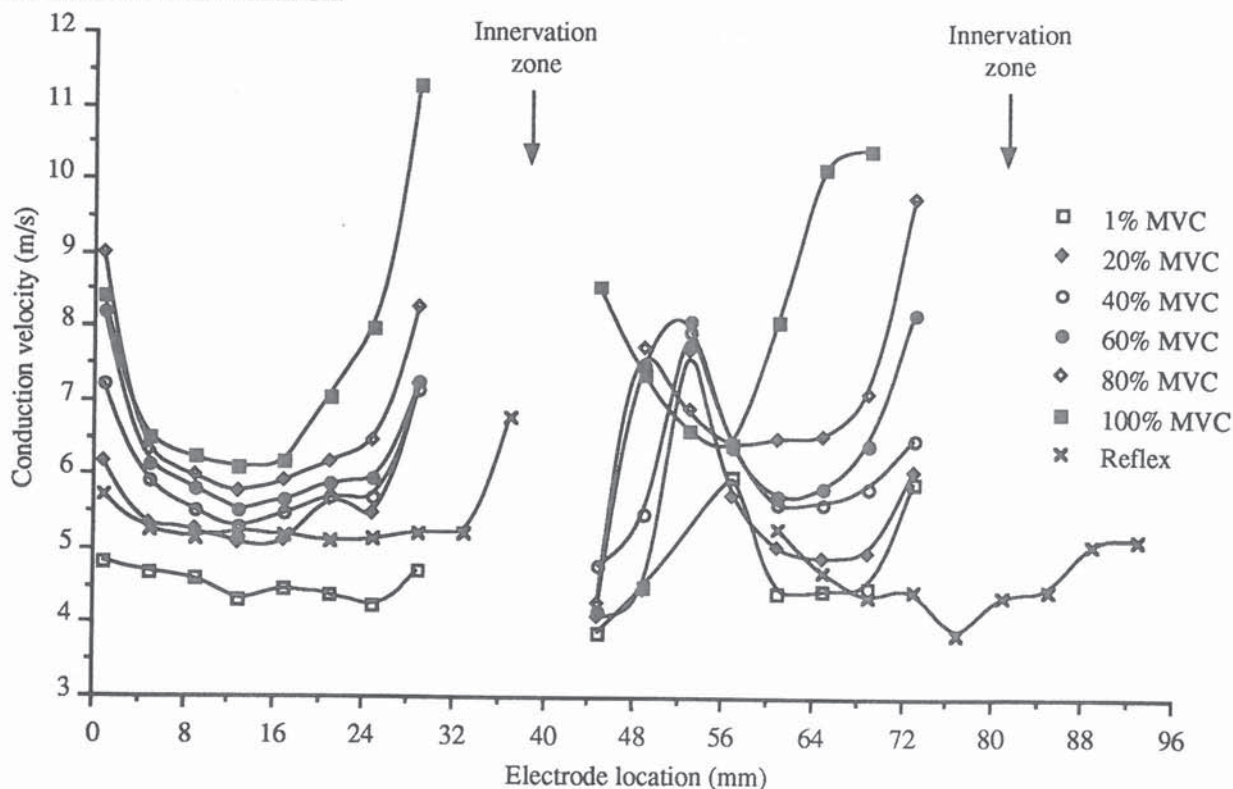 12
11
10
9
8
7
6
5
4
3
Conduction velocity (m/s)
Innervation
zone
Innervation
zone
1% MVC
20% MVC
40% MVC
60% MVC
80% MVC
100% MVC
Reflex
0 8 16 24 32 40 48 56 64 72 80 88 96
Electrode location (mm)